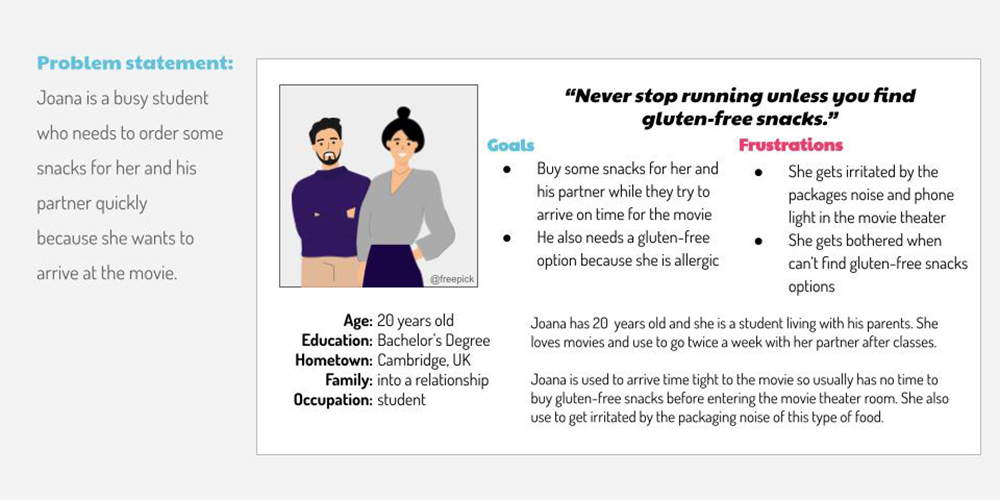 Problem statement:
Joana is a busy student
who needs to order some
snacks for her and his
partner quickly
because she wants to
arrive at the movie.
@freepick
Age: 20 years old
Education: Bachelor's Degree
Hometown: Cambridge, UK
Family: into a relationship
Occupation: student
“Never stop running unless you find
gluten-free snacks.”
Goals
● Buy some snacks for her and
his partner while they try to
arrive on time for the movie
● He also needs a gluten-free
option because she is allergic
Frustrations
● She gets irritated by the
packages noise and phone
light in the movie theater
● She gets bothered when
can't find gluten-free snacks
options
Joana has 20 years old and she is a student living with his parents. She
loves movies and use to go twice a week with her partner after classes.
Joana is used to arrive time tight to the movie so usually has no time to
buy gluten-free snacks before entering the movie theater room. She also
use to get irritated by the packaging noise of this type of food.